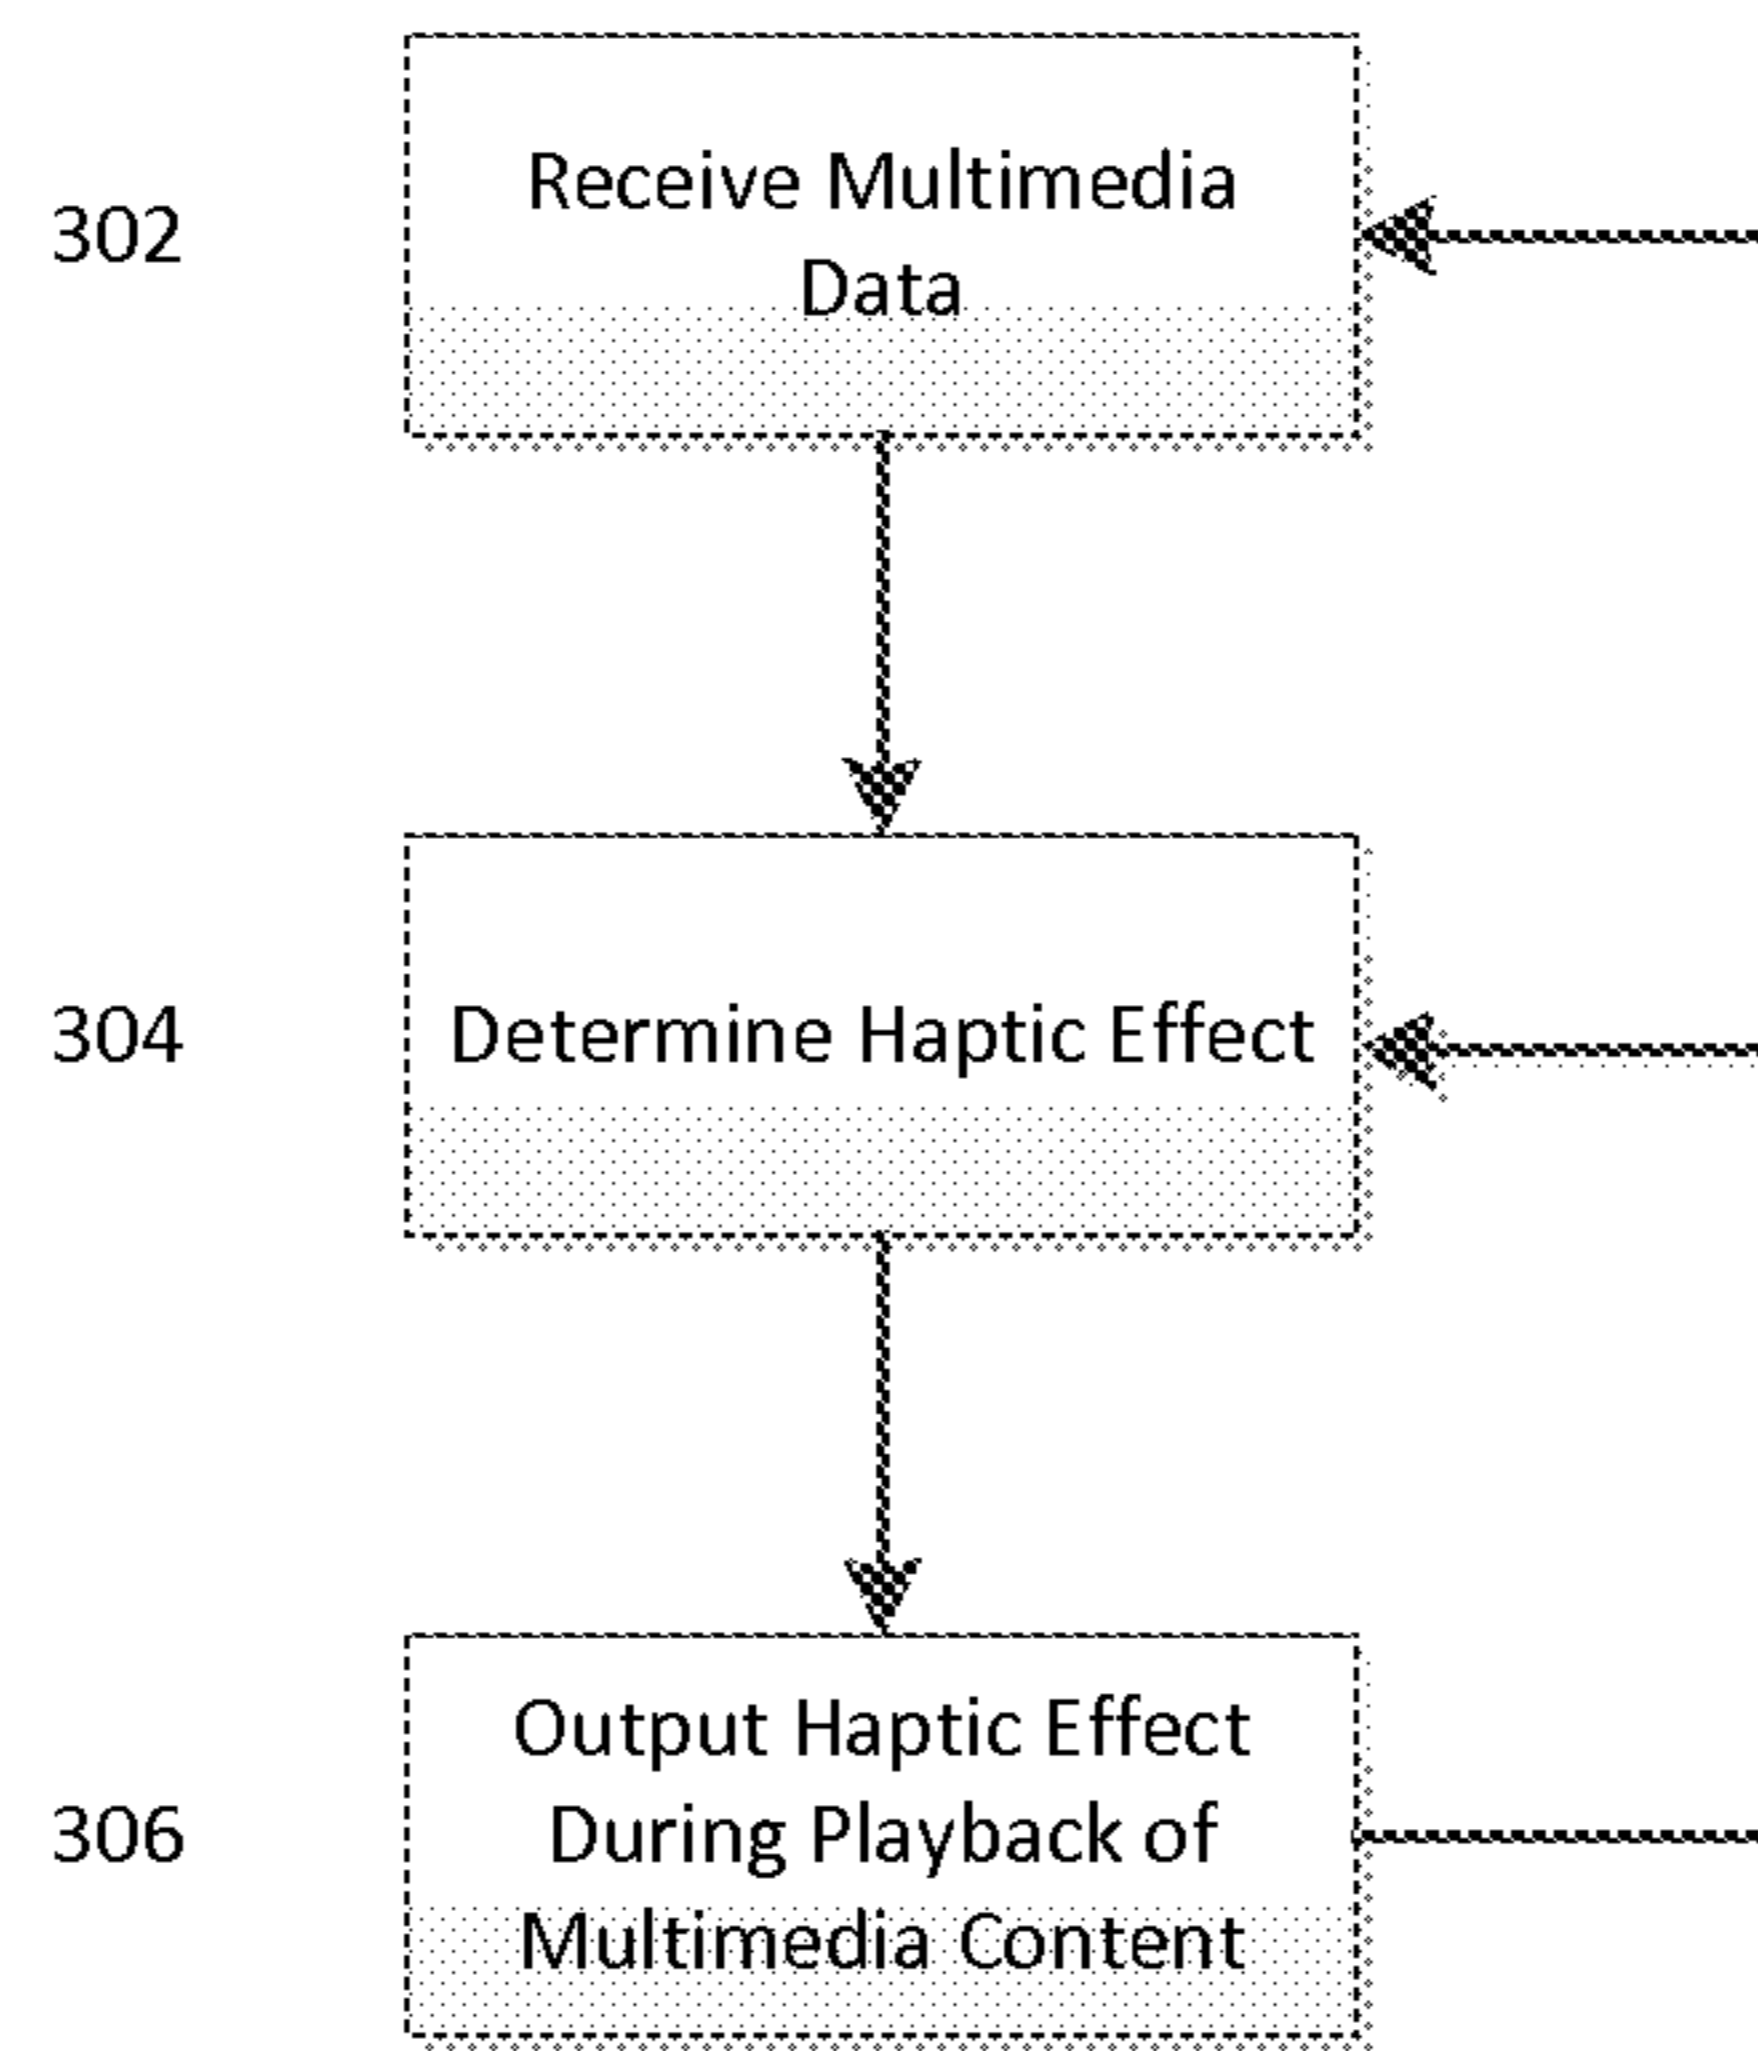 302
Receive Multimedia
Data
304
Determine Haptic Effect
306
Output Haptic Effect
During Playback of
Multimedia Content